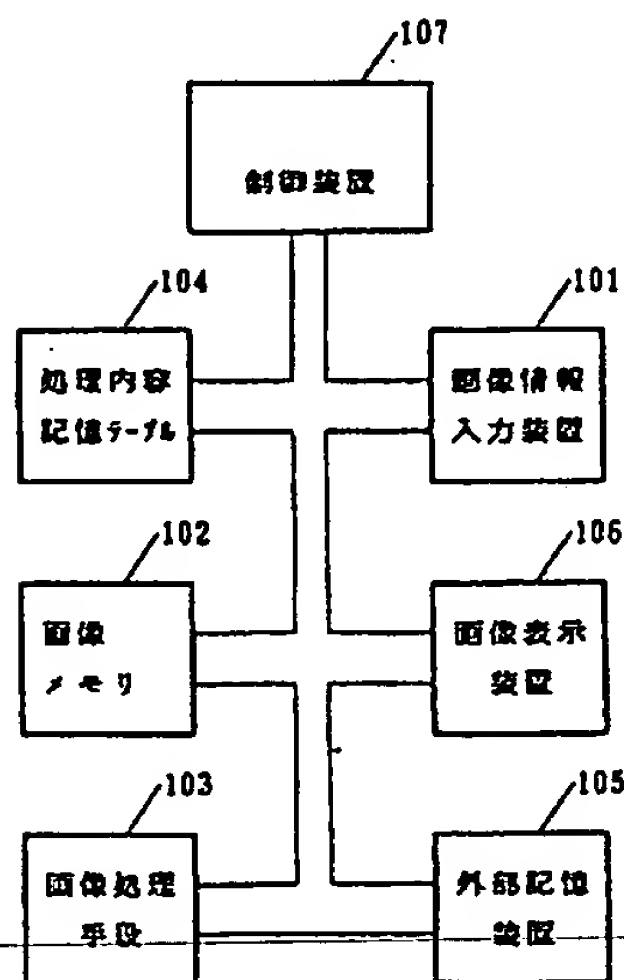 107
制御装置
104
101
処理内容
記憶テーブル
画像情報
入力装置
102
106
画像
メモリ
画像表示
装置
103
105
画像処理
手段
外部記憶
装置